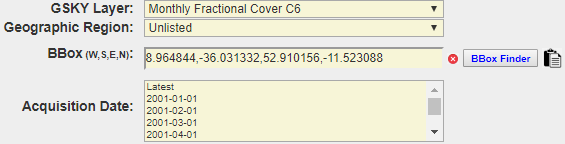 GSKY Layer: Monthly Fractional Cover C6
Geographic Region: Unlisted
BBox (W,S,E,N): 8.964844,-36.031332,52.910156,-11.523088 BBox Finder
Acquisition Date: Latest
2001-01-01
2001-02-01
2001-03-01
2001-04-01